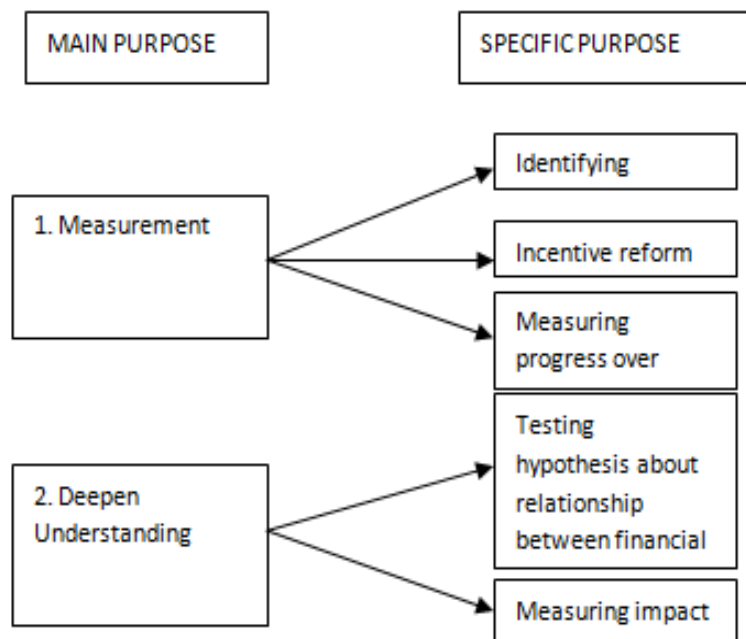 MAIN PURPOSE
SPECIFIC PURPOSE
1. Measurement
Identifying
Incentive reform
Measuring
progress over
2. Deepen
Understanding
Testing
hypothesis about
relationship
between financial
Measuring impact